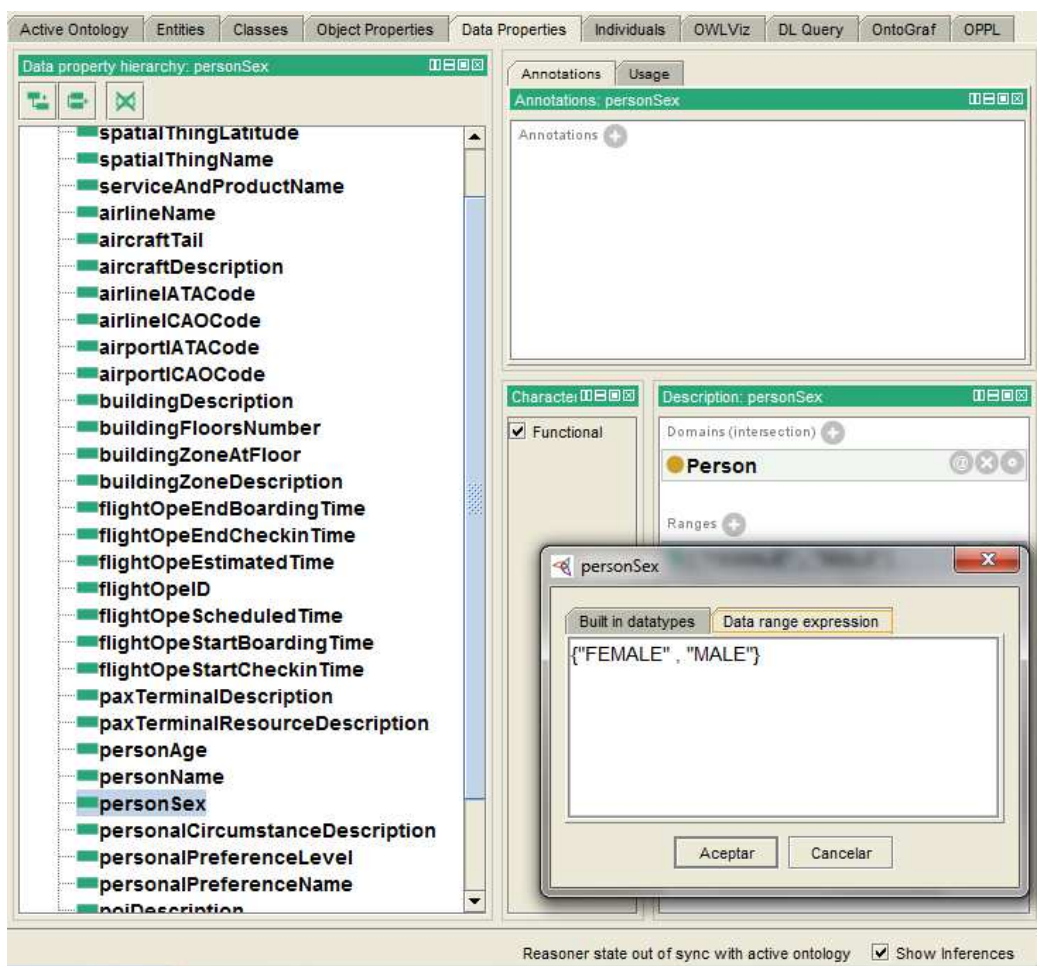 Active Ontology Entities Classes Object Properties Data Properties Individuals OWLViz DL Query OntoGraf OPPL
Data property hierarchy: personSex
spatialThingLatitude
spatialThingName
serviceAndProductName
airlineName
aircraftTail
aircraftDescription
airlineIATACode
airlineICAOCode
airportIATACode
airportICAOCode
buildingDescription
buildingFloorsNumber
buildingZoneAtFloor
buildingZoneDescription
flightOpeEndBoardingTime
flightOpeEndCheckinTime
flightOpeEstimatedTime
flightOpeID
flightOpeScheduledTime
flightOpeStartBoardingTime
flightOpeStartCheckinTime
paxTerminalDescription
paxTerminalResourceDescription
personAge
personName
personSex
personalCircumstanceDescription
personalPreferenceLevel
personalPreferenceName
poiDescription
Annotations Usage
Annotations: personSex
Annotations
Character
Functional
Description: personSex
Domains (intersection)
Person
Ranges
personSex
Built in datatypes Data range expression
{"FEMALE" , "MALE"}
Aceptar Cancelar
Reasoner state out of sync with active ontology Show Inferences